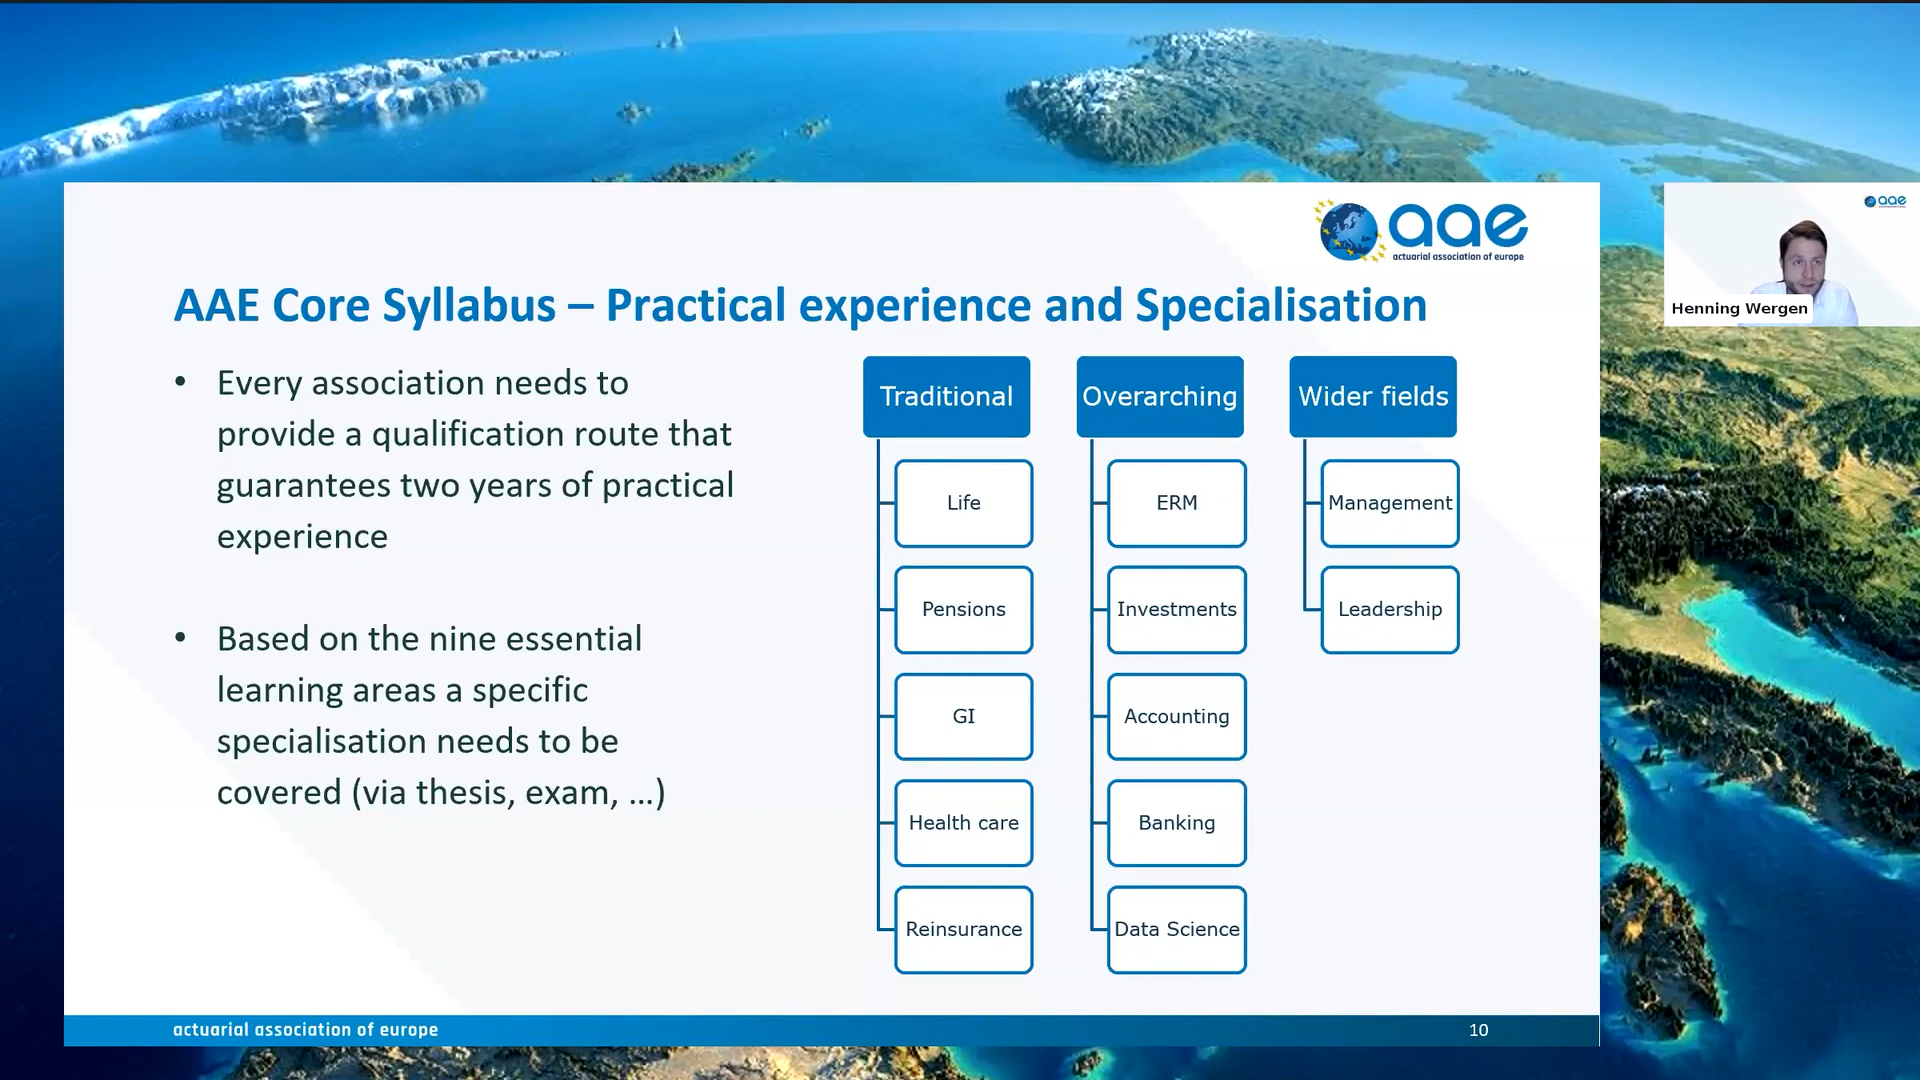 aae
actuarial association of europe
aae
Henning Wergen
AAE Core Syllabus – Practical experience and Specialisation
• Every association needs to
provide a qualification route that
guarantees two years of practical
experience
• Based on the nine essential
learning areas a specific
specialisation needs to be
covered (via thesis, exam, ...)
Traditional
Life
Pensions
GI
Health care
Reinsurance
Overarching
ERM
Investments
Accounting
Banking
Data Science
Wider fields
Management
Leadership
actuarial association of europe
10